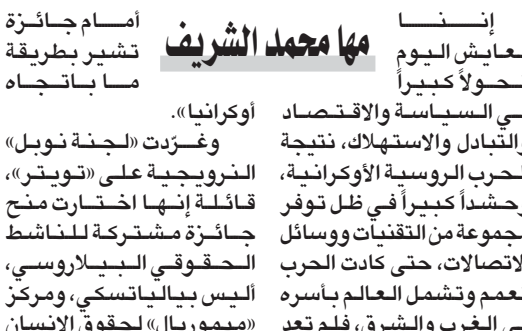 مها محمد الشريف
إننا
نعايش اليوم
تحولاً كبيراً
في السياسة والاقتصاد
والتبادل والاستهلاك، نتيجة
الحرب الروسية الأوكرانية،
وحشداً كبيراً في ظل توفر
مجموعة من التقنيات ووسائل
الاتصالات، حتى كادت الحرب
تعمم وتشمل العالم بأسره
في الغرب والشرق، فلم تعد
أمام جائزة
تشير بطريقة
ما باتجاه
أوكرانيا».
وغرّدت «لجنة نوبل»
النرويجية على «تويتر»،
قائلة إنها اختارت منح
جائزة مشتركة للناشط
الحقوقي البيلاروسي،
أليس بيالياتسكي، ومركز
«ميموريال» لحقوق الإنسان